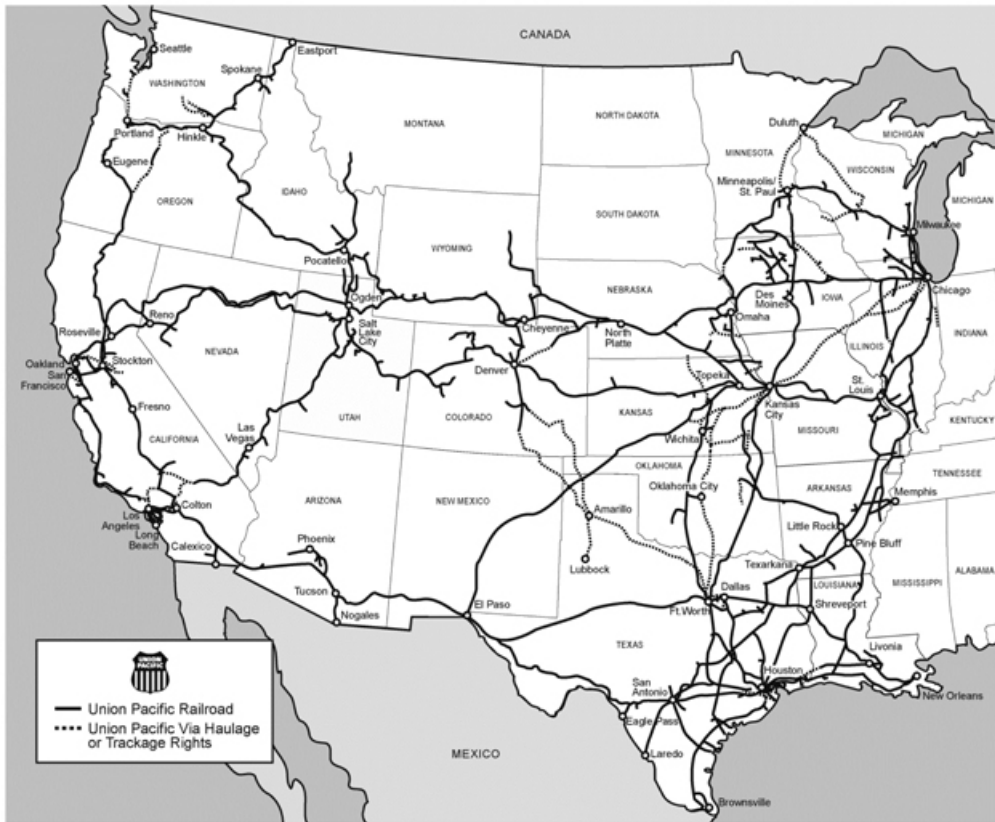 CANADA
Seattle
Eastport
Spokane
WASHINGTON
Portland
Hinkle
MONTANA
NORTH DAKOTA
Duluth
MICHIGAN
MINNESOTA
WISCONSIN
Eugene
Minneapolis/
St. Paul
MICHIGAN
OREGON
IDAHO
SOUTH DAKOTA
Milwaukee
WYOMING
Pocatello
Ogden
NEBRASKA
Des
Moines
IOWA
Chicago
Omaha
Roseville
Reno
Salt
Lake
City
Cheyenne
North
Platte
ILLINOIS
INDIANA
Oakland
San
Francisco
Stockton
NEVADA
Denver
Topeka
St.
Louis
Kansas
City
UTAH
COLORADO
KANSAS
MISSOURI
KENTUCKY
Fresno
CALIFORNIA
Las
Vegas
Wichita
OKLAHOMA
TENNESSEE
Colton
Los
Angeles
Long
Beach
ARIZONA
NEW MEXICO
Oklahoma City
ARKANSAS
Memphis
Amarillo
Little Rock
Pine Bluff
Calexico
Phoenix
Lubbock
Texarkana
MISSISSIPPI
ALABAMA
Tucson
Nogales
El Paso
Dallas
Ft. Worth
LOUISIANA
Shreveport
TEXAS
Livonia
Houston
San
Antonio
New Orleans
Eagle Pass
Laredo
MEXICO
Brownsville
UNION
PACIFIC
Union Pacific Railroad
Union Pacific Via Haulage
or Trackage Rights